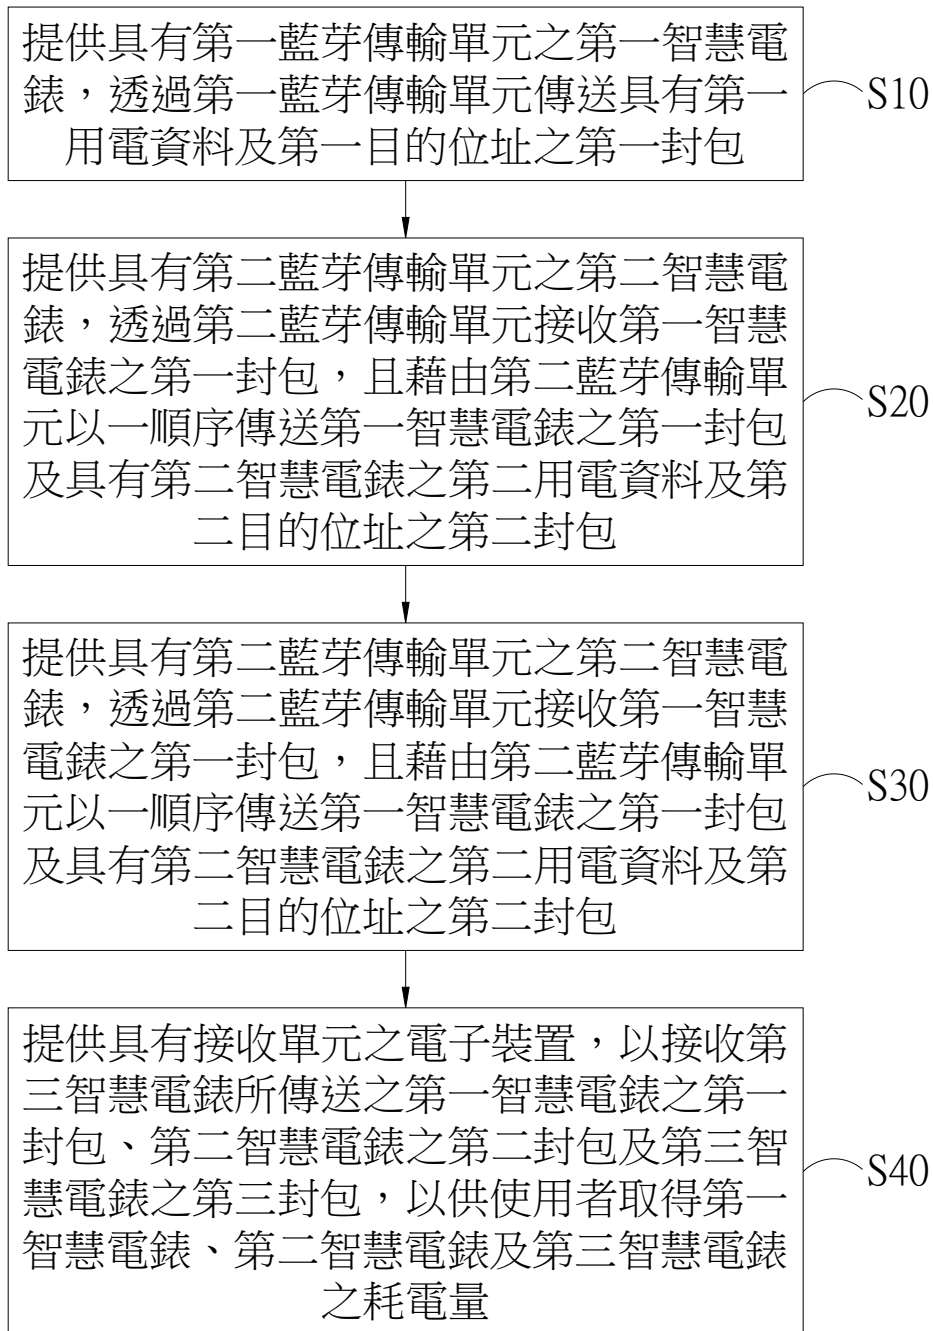 提供具有第一藍芽傳輸單元之第一智慧電
錶，透過第一藍芽傳輸單元傳送具有第一
用電資料及第一目的位址之第一封包
S10
提供具有第二藍芽傳輸單元之第二智慧電
錶，透過第二藍芽傳輸單元接收第一智慧
電錶之第一封包，且藉由第二藍芽傳輸單
元以一順序傳送第一智慧電錶之第一封包
及具有第二智慧電錶之第二用電資料及第
二目的位址之第二封包
S20
提供具有第二藍芽傳輸單元之第二智慧電
錶，透過第二藍芽傳輸單元接收第一智慧
電錶之第一封包，且藉由第二藍芽傳輸單
元以一順序傳送第一智慧電錶之第一封包
及具有第二智慧電錶之第二用電資料及第
二目的位址之第二封包
S30
提供具有接收單元之電子裝置，以接收第
三智慧電錶所傳送之第一智慧電錶之第一
封包、第二智慧電錶之第二封包及第三智
慧電錶之第三封包，以供使用者取得第一
智慧電錶、第二智慧電錶及第三智慧電錶
之耗電量
S40